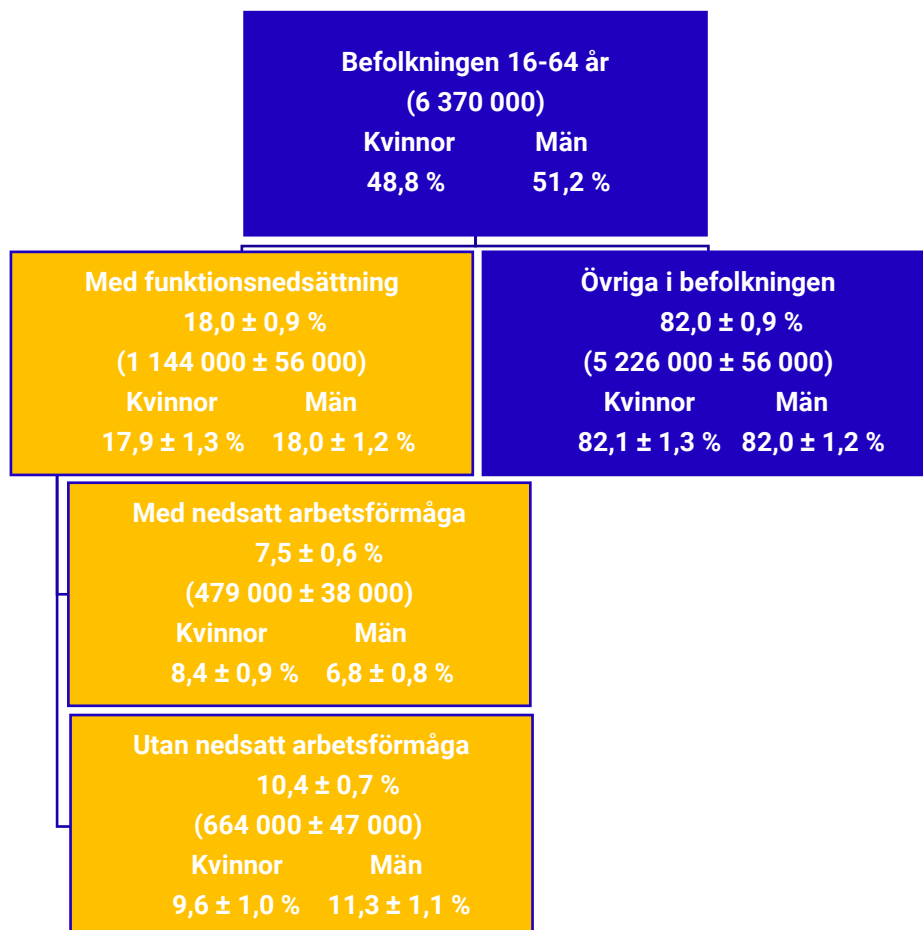 Befolkningen 16-64 år
(6 370 000)
Kvinnor Män
48,8 % 51,2 %
Med funktionsnedsättning
18,0 ± 0,9 %
(1 144 000 ± 56 000)
Kvinnor Män
17,9 ± 1,3 % 18,0 ± 1,2 %
Övriga i befolkningen
82,0 ± 0,9 %
(5 226 000 ± 56 000)
Kvinnor Män
82,1 ± 1,3 % 82,0 ± 1,2 %
Med nedsatt arbetsförmåga
7,5 ± 0,6 %
(479 000 ± 38 000)
Kvinnor Män
8,4 ± 0,9 % 6,8 ± 0,8 %
Utan nedsatt arbetsförmåga
10,4 ± 0,7 %
(664 000 ± 47 000)
Kvinnor Män
9,6 ± 1,0 % 11,3 ± 1,1 %